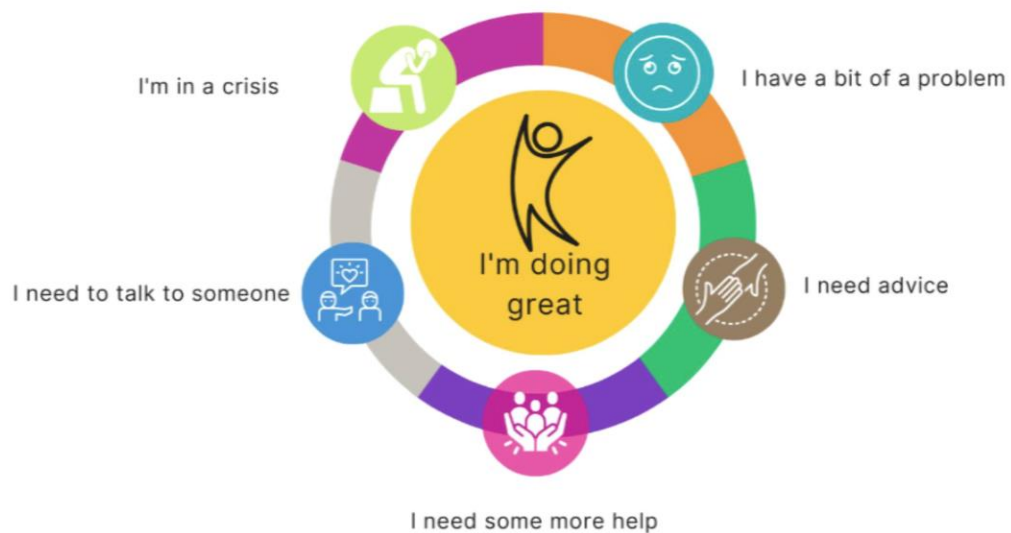 I'm in a crisis
I have a bit of a problem
I'm doing
great
I need to talk to someone
I need advice
I need some more help